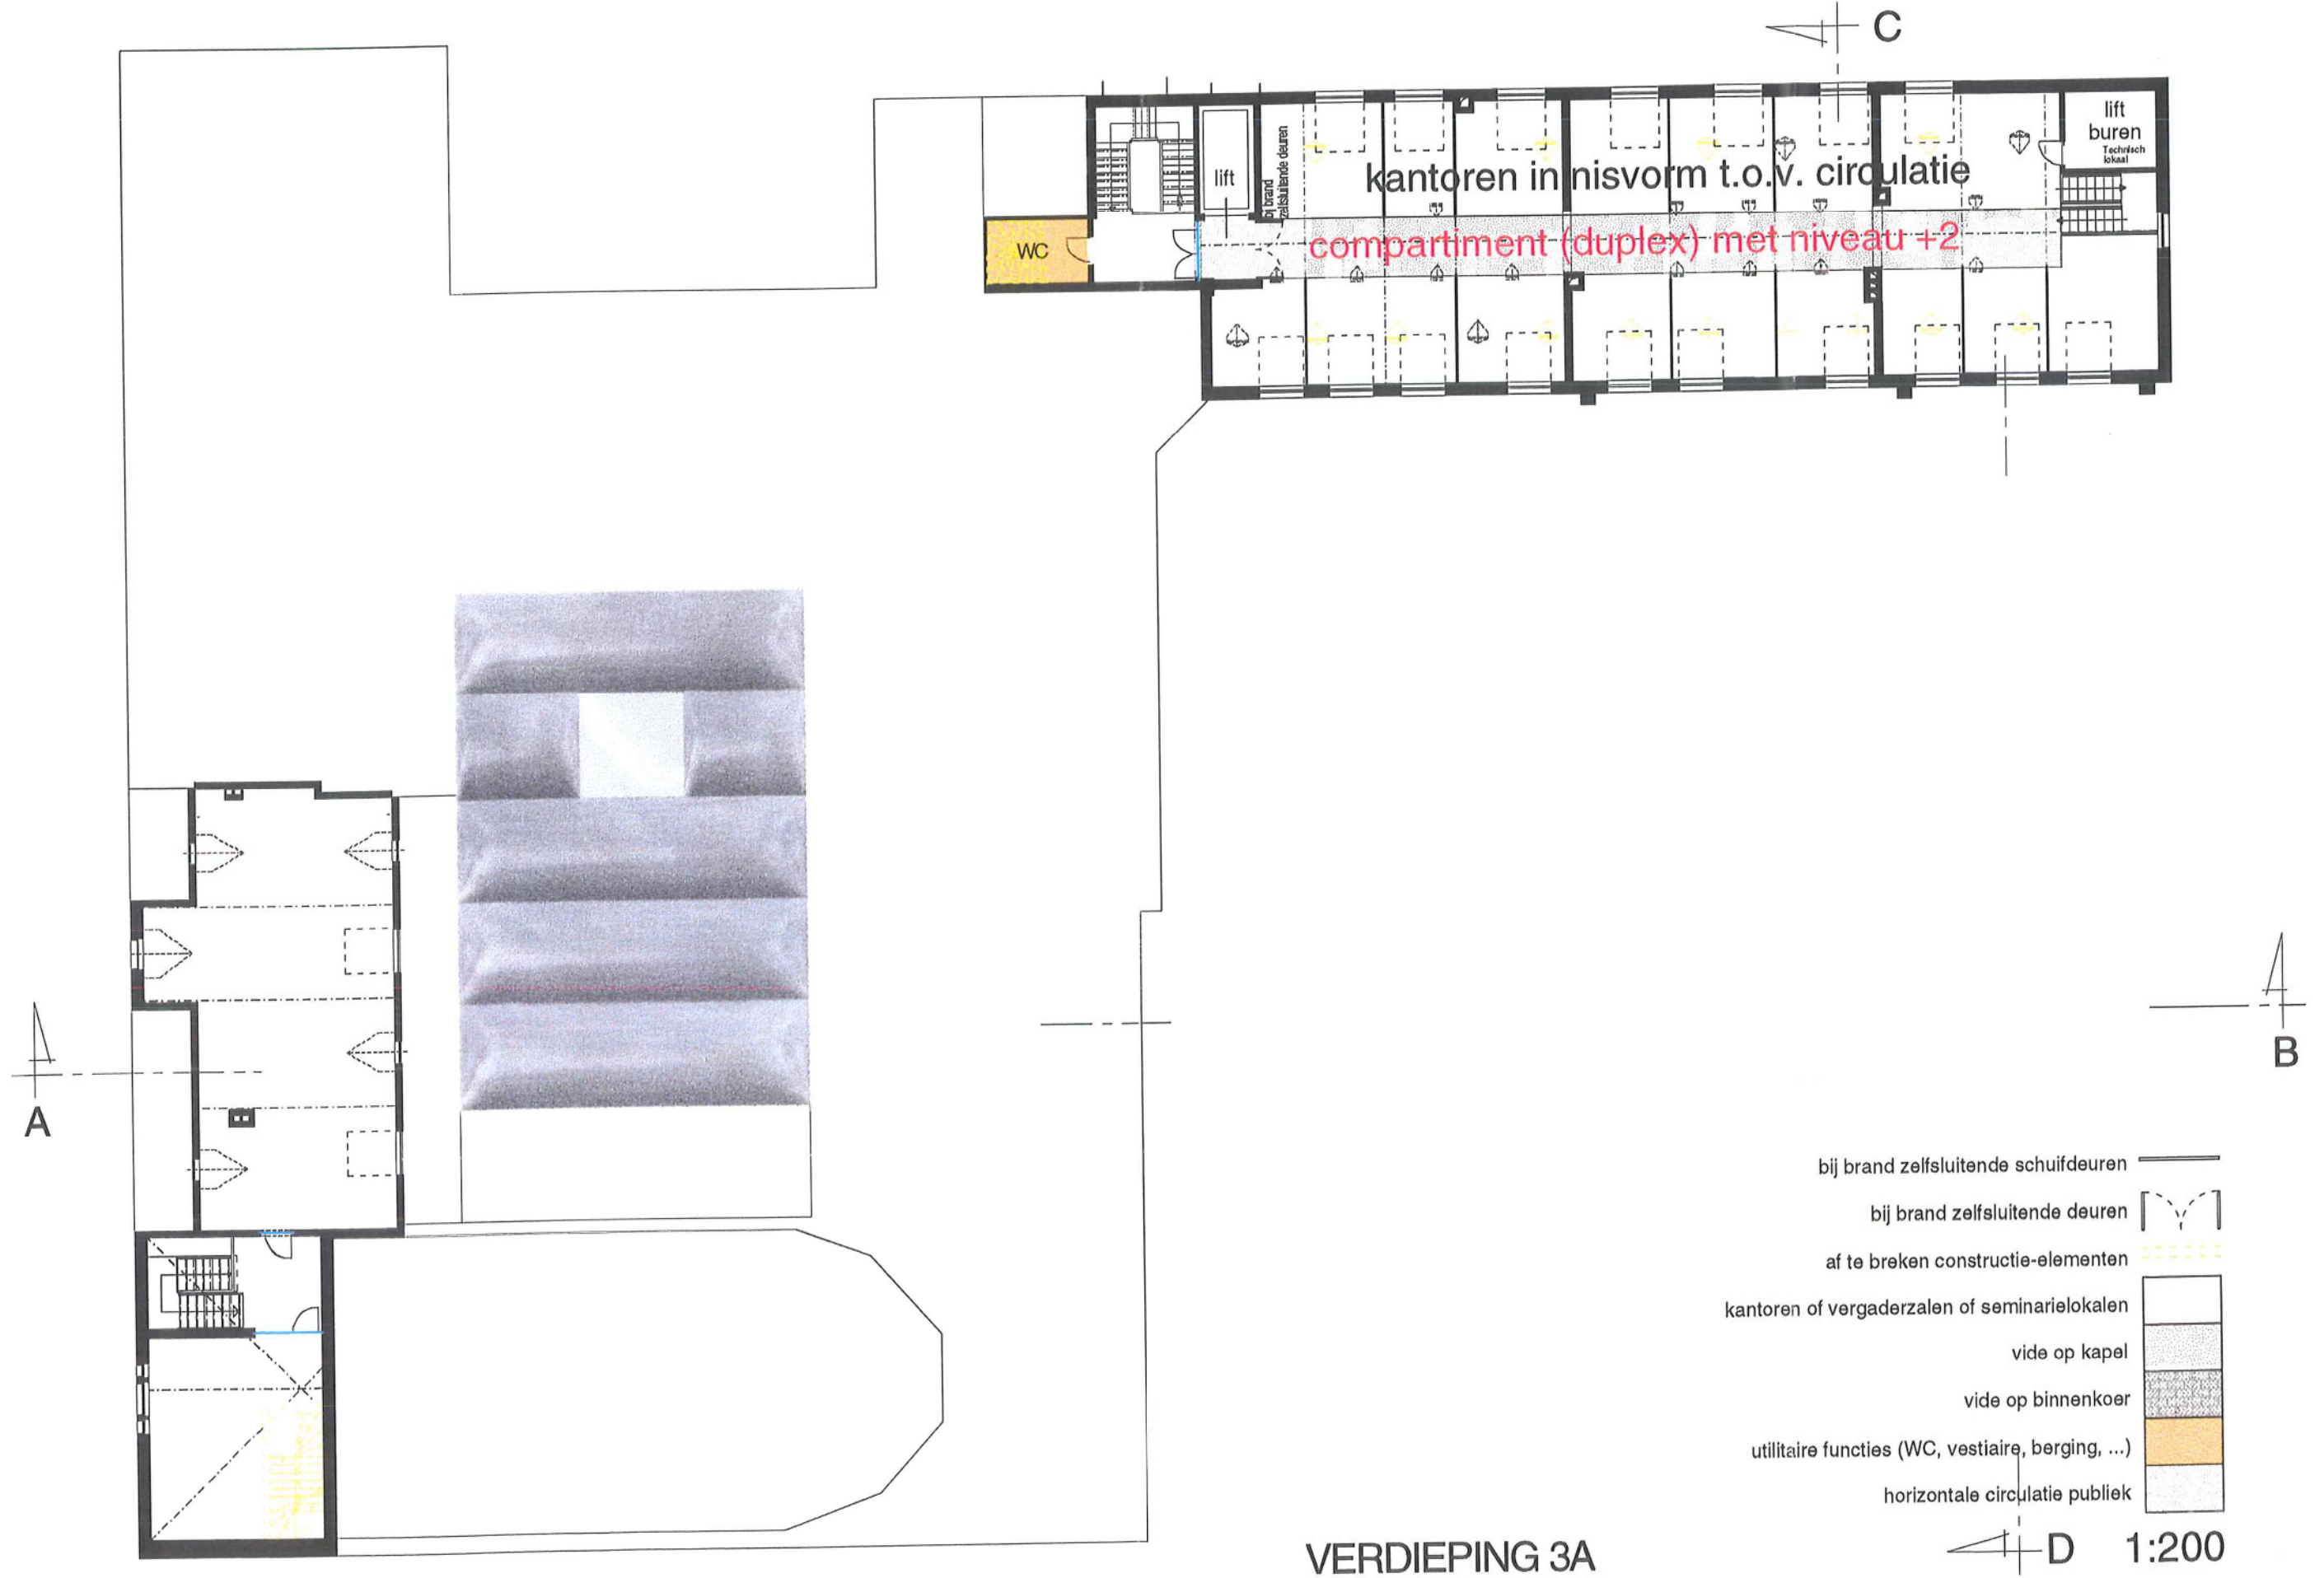 C
lift
buren
Technisch
lokaal
lift
bij brand
zelfsluitende deuren
kantoren in nisvorm t.o.v. circulatie
WC
compartiment (duplex) met niveau +2
A
B
bij brand zelfsluitende schuifdeuren
bij brand zelfsluitende deuren
af te breken constructie-elementen
kantoren of vergaderzalen of seminarielokalen
vide op kapel
vide op binnenkoer
utilitaire functies (WC, vestiaire, berging, ...)
horizontale circulatie publiek
VERDIEPING 3A
D
1:200